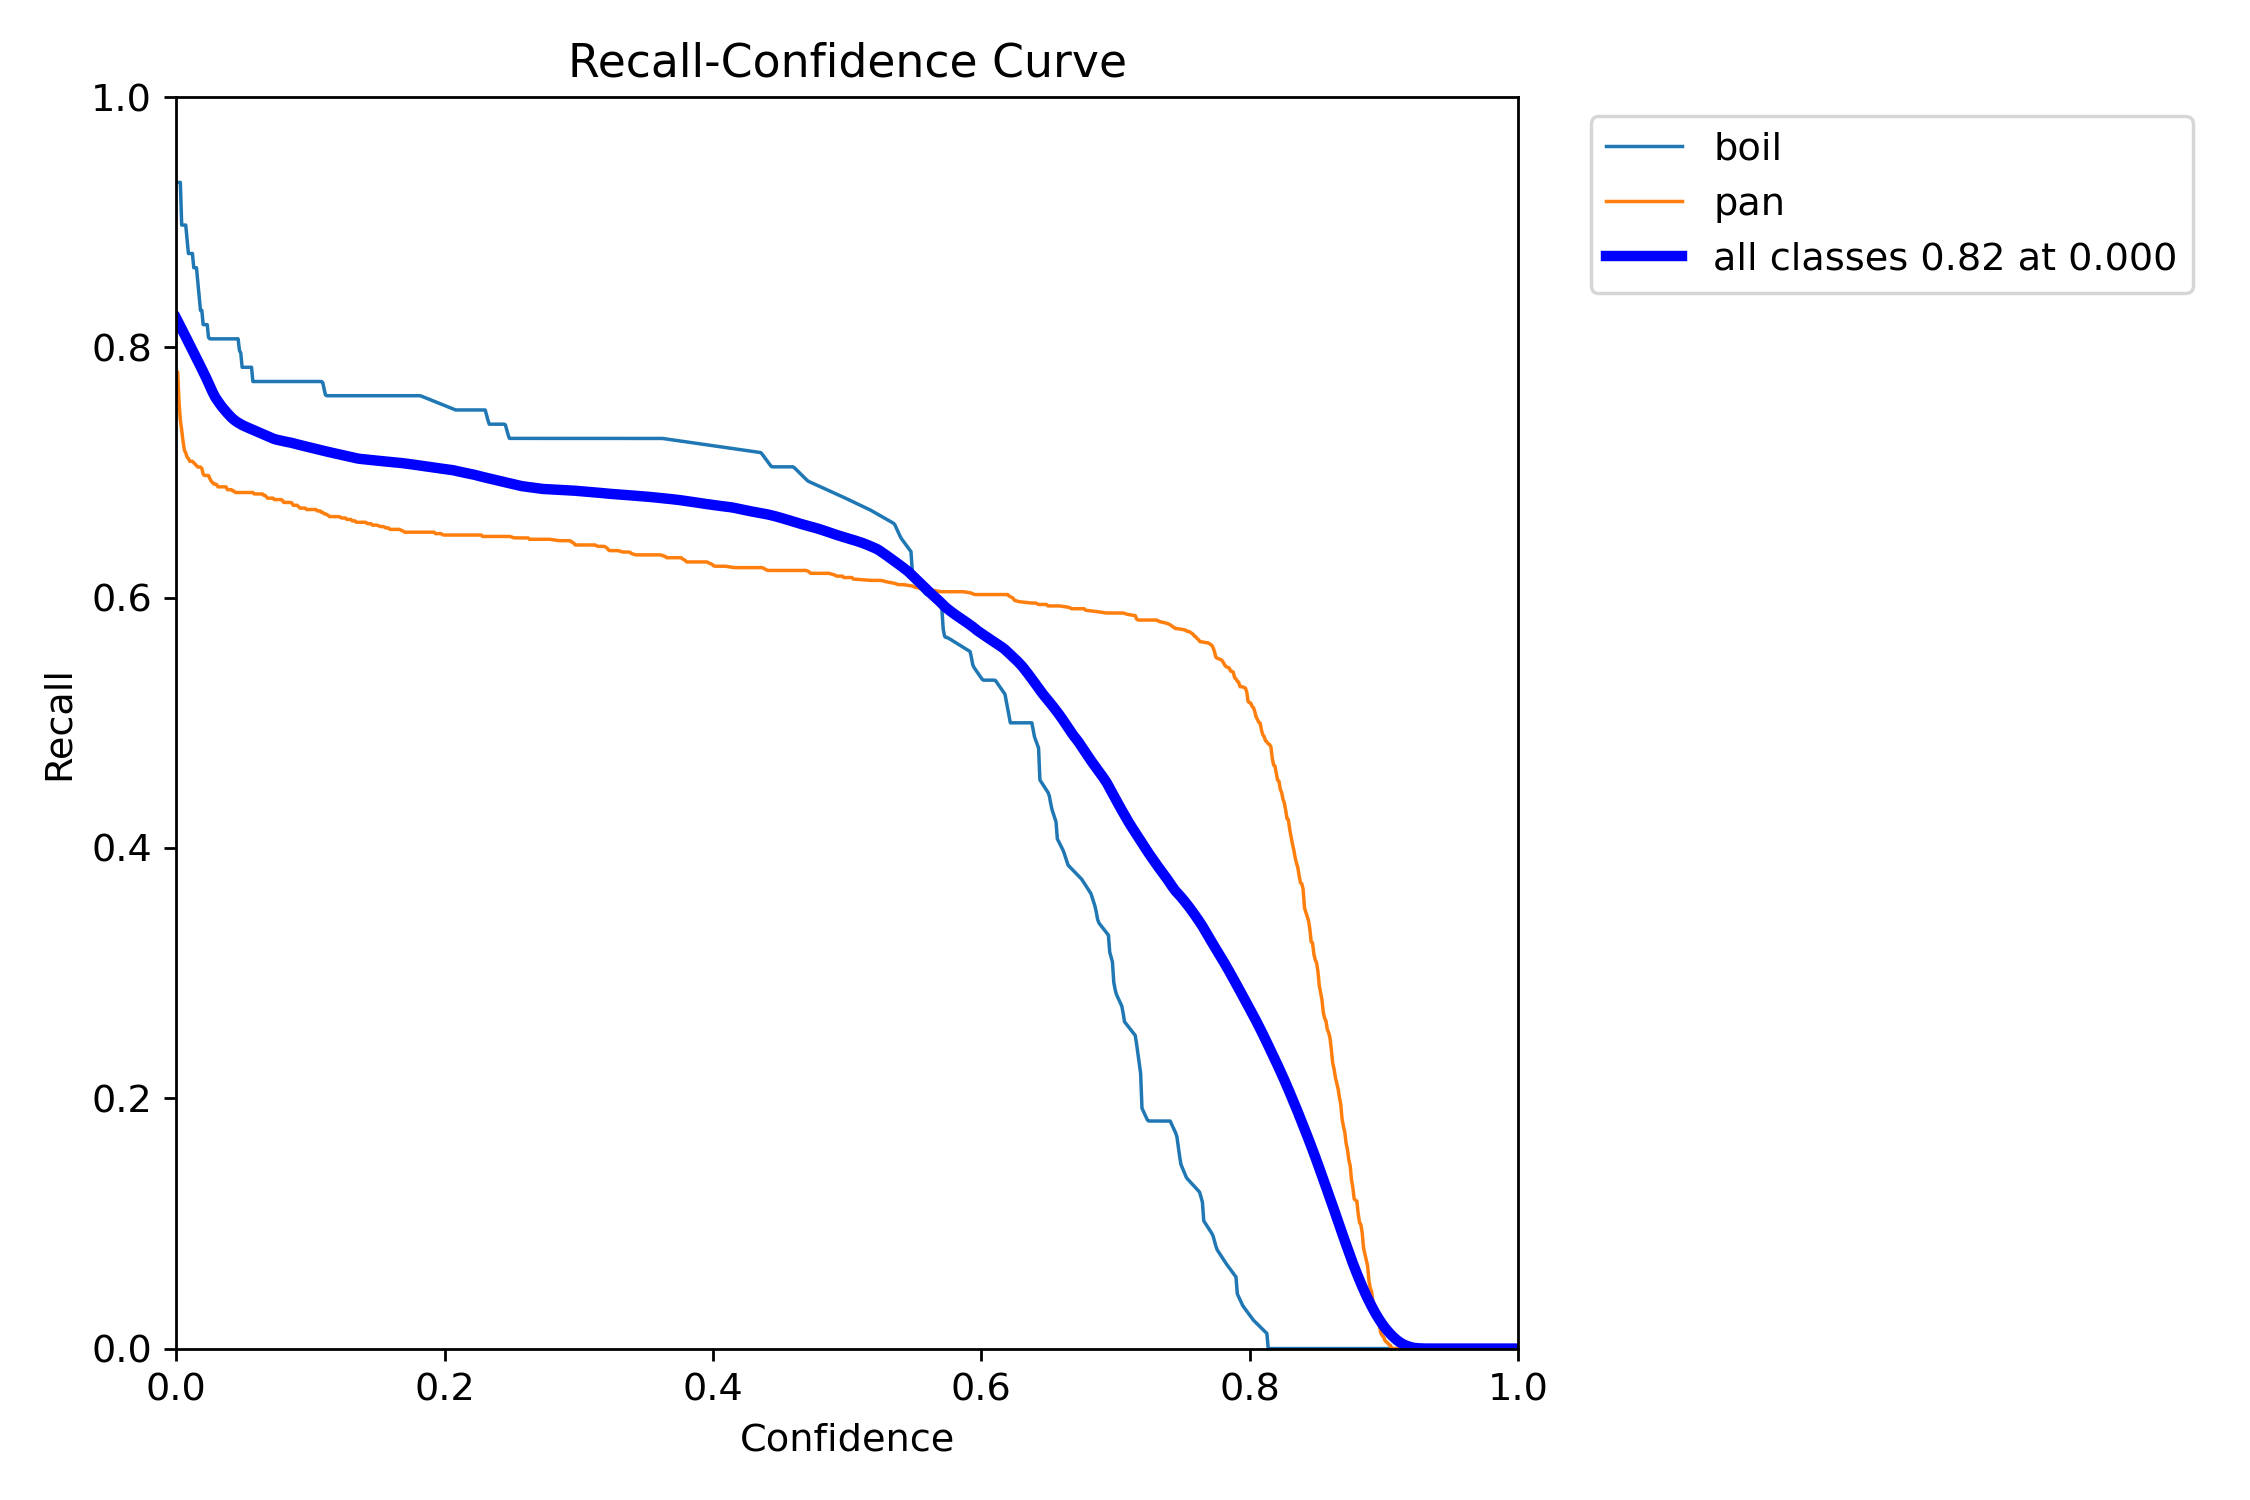 Recall-Confidence Curve
1.0
0.8
0.6
0.4
0.2
0.0
Recall
0.0 0.2 0.4 0.6 0.8 1.0
Confidence
boil
pan
all classes 0.82 at 0.000